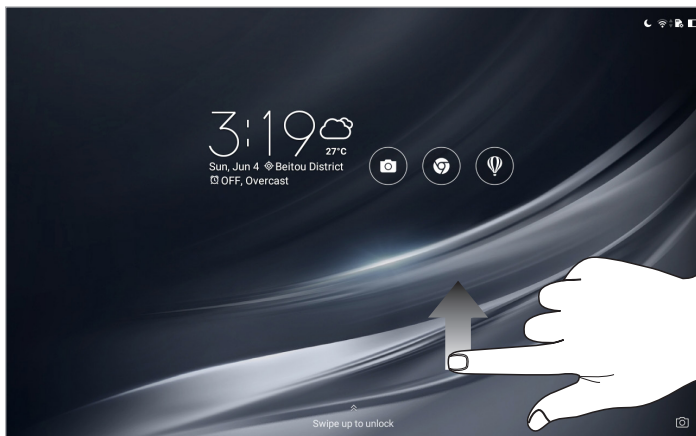 3:19
27°C
Sun, Jun 4 Beitou District
OFF, Overcast
Swipe up to unlock